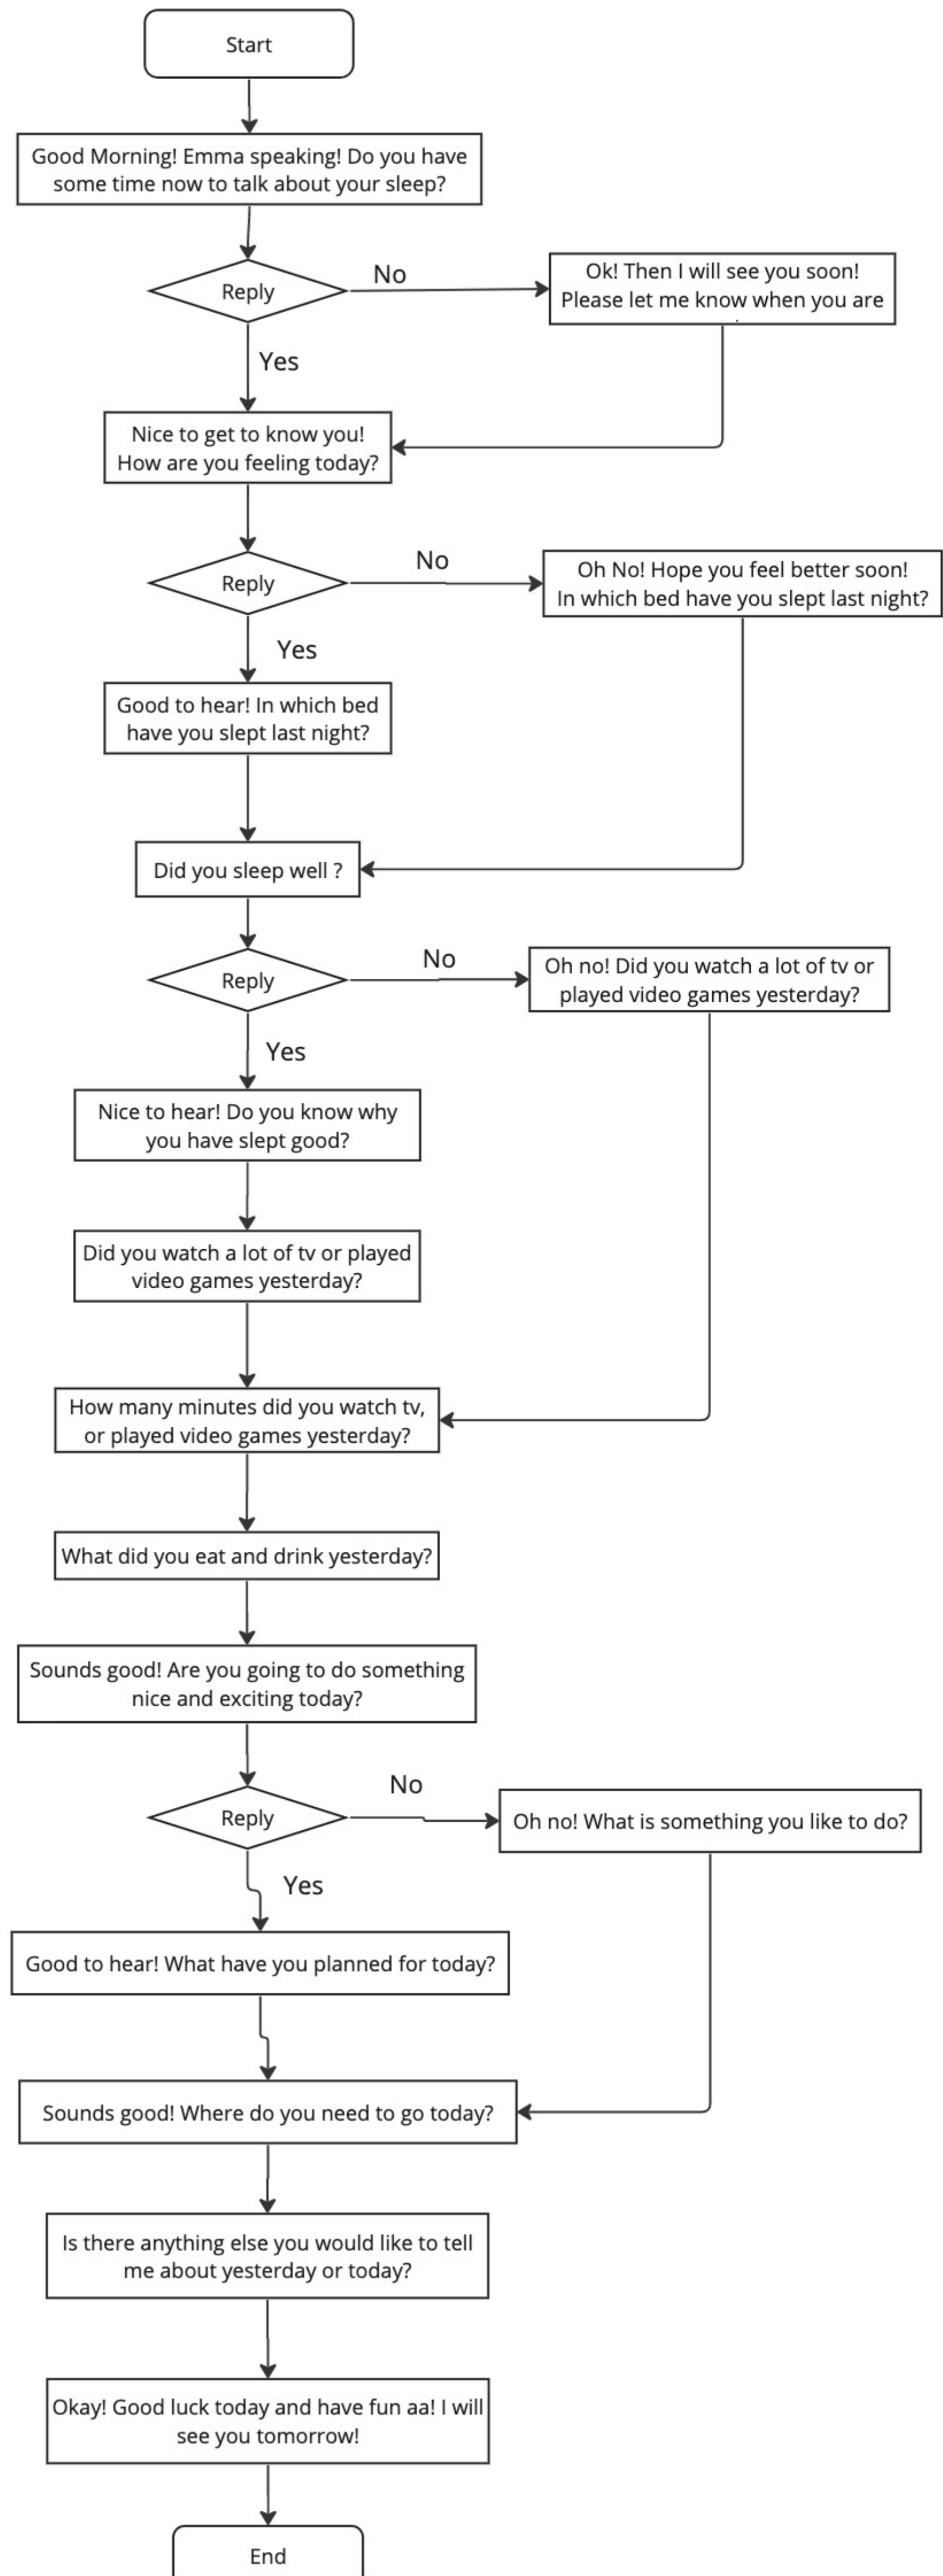 Start
Good Morning! Emma speaking! Do you have
some time now to talk about your sleep?
Reply
No
Ok! Then I will see you soon!
Please let me know when you are
Yes
Nice to get to know you!
How are you feeling today?
Reply
No
Oh No! Hope you feel better soon!
In which bed have you slept last night?
Yes
Good to hear! In which bed
have you slept last night?
Did you sleep well ?
Reply
No
Oh no! Did you watch a lot of tv or
played video games yesterday?
Yes
Nice to hear! Do you know why
you have slept good?
Did you watch a lot of tv or played
video games yesterday?
How many minutes did you watch tv,
or played video games yesterday?
What did you eat and drink yesterday?
Sounds good! Are you going to do something
nice and exciting today?
Reply
No
Oh no! What is something you like to do?
Yes
Good to hear! What have you planned for today?
Sounds good! Where do you need to go today?
Is there anything else you would like to tell
me about yesterday or today?
Okay! Good luck today and have fun aa! I will
see you tomorrow!
End